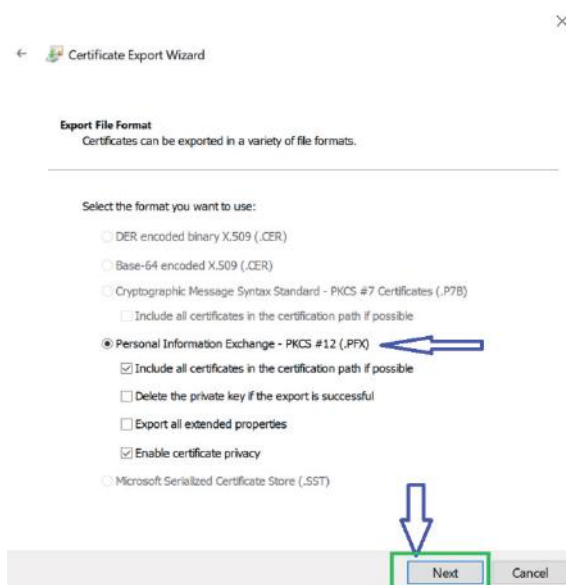 Certificate Export Wizard
Export File Format
Certificates can be exported in a variety of file formats.
Select the format you want to use:
DER encoded binary X.509 (.CER)
Base-64 encoded X.509 (.CER)
Cryptographic Message Syntax Standard - PKCS #7 Certificates (.P7B)
Include all certificates in the certification path if possible
Personal Information Exchange - PKCS #12 (.PFX)
Include all certificates in the certification path if possible
Delete the private key if the export is successful
Export all extended properties
Enable certificate privacy
Microsoft Serialized Certificate Store (.SST)
Next Cancel